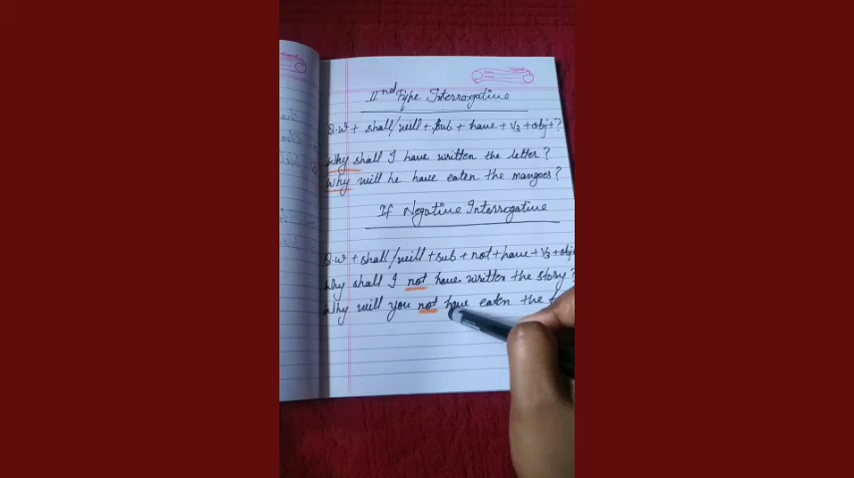 IInd Type Interrogative
Q.w + shall/will + Sub + have + V3 + obj + ?
Why shall I have written the letter?
Why will he have eaten the mangoes?
If Negative Interrogative
Q.w + shall/will + sub + not + have + V3 + obj
Why shall I not have written the story?
Why will you not have eaten the